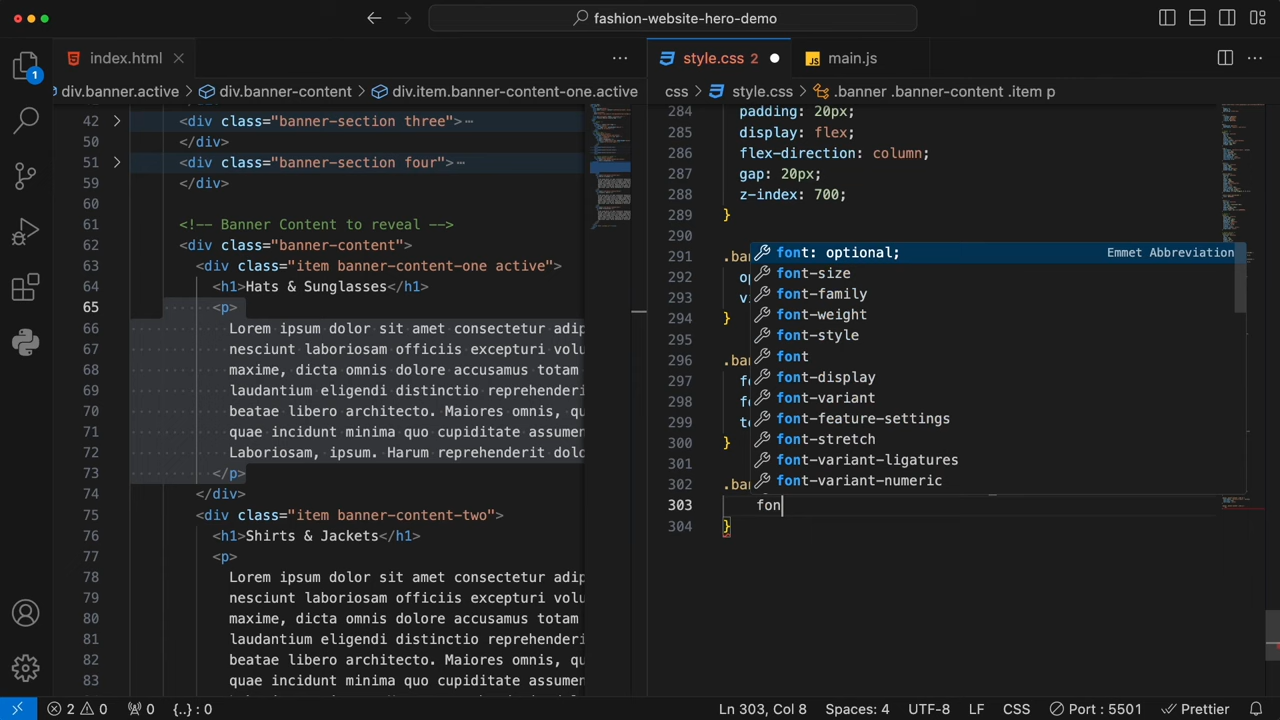 fashion-website-hero-demo
index.html
style.css 2
JS main.js
div.banner.active > div.banner-content > div.item.banner-content-one.active
css > style.css > .banner .banner-content .item p
1
42 <div class="banner-section three">
50 </div>
51 <div class="banner-section four">
59 </div>
60
61 <!-- Banner Content to reveal -->
62 <div class="banner-content">
63 <div class="item banner-content-one active">
64 <h1>Hats & Sunglasses</h1>
65 <p>
66 Lorem ipsum dolor sit amet consectetur adip
67 nesciunt laboriosam officiis excepturi volu
68 maxime, dicta omnis dolore accusamus totam
69 laudantium eligendi distinctio reprehenderi
70 beatae libero architecto. Maiores omnis, qu
71 quae incidunt minima quo cupiditate assumen
72 Laboriosam, ipsum. Harum reprehenderit dolo
73 </p>
74 </div>
75 <div class="item banner-content-two">
76 <h1>Shirts & Jackets</h1>
77 <p>
78 Lorem ipsum dolor sit amet consectetur adip
79 nesciunt laboriosam officiis excepturi volu
80 maxime, dicta omnis dolore accusamus totam
81 laudantium eligendi distinctio reprehenderi
82 beatae libero architecto. Maiores omnis, qu
83 quae incidunt minima quo cupiditate assumen
284 padding: 20px;
285 display: flex;
286 flex-direction: column;
287 gap: 20px;
288 z-index: 700;
289 }
290
291 .ba
292 op
293 v
294 }
295
296 .ba
297 fo
298 fo
299 te
300 }
301
302 .ba
303 fon
304 }
font: optional; Emmet Abbreviation
font-size
font-family
font-weight
font-style
font
font-display
font-variant
font-feature-settings
font-stretch
font-variant-ligatures
font-variant-numeric
2 0 0 {..} : 0 Ln 303, Col 8 Spaces: 4 UTF-8 LF CSS Port : 5501 Prettier